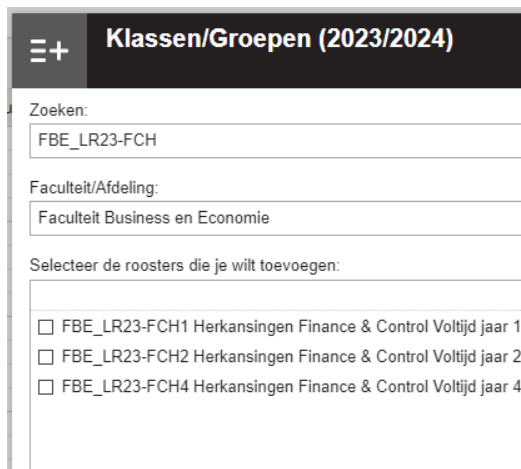 Klassen/Groepen (2023/2024)
Zoeken:
FBE_LR23-FCH
Faculteit/Afdeling:
Faculteit Business en Economie
Selecteer de roosters die je wilt toevoegen:
FBE_LR23-FCH1 Herkansingen Finance & Control Voltijd jaar 1
FBE_LR23-FCH2 Herkansingen Finance & Control Voltijd jaar 2
FBE_LR23-FCH4 Herkansingen Finance & Control Voltijd jaar 4